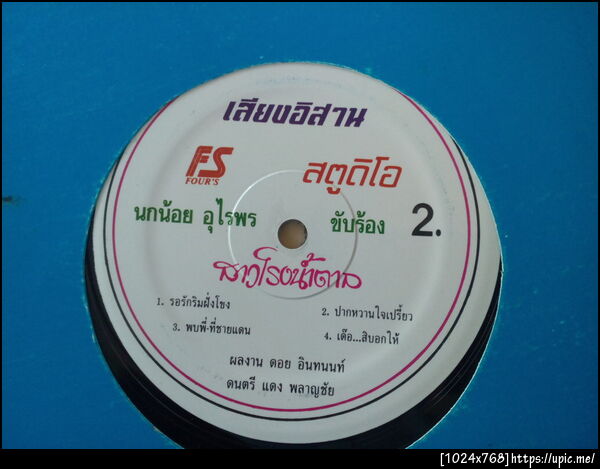 เสียงอิสาน
FS สตูดิโอ
FOUR'S
นกน้อย อุไรพร ขับร้อง 2.
สาวโรงน้ำตาล
1. รอรักริมฝั่งโขง 2. ปากหวานใจเปรี้ยว
3. พบพี่-ที่ชายแดน 4. เด๊อ...สิบอกให้
ผลงาน ดอย อินทนนท์
ดนตรี แดง พลาญชัย
[1024x768]https://upic.me/